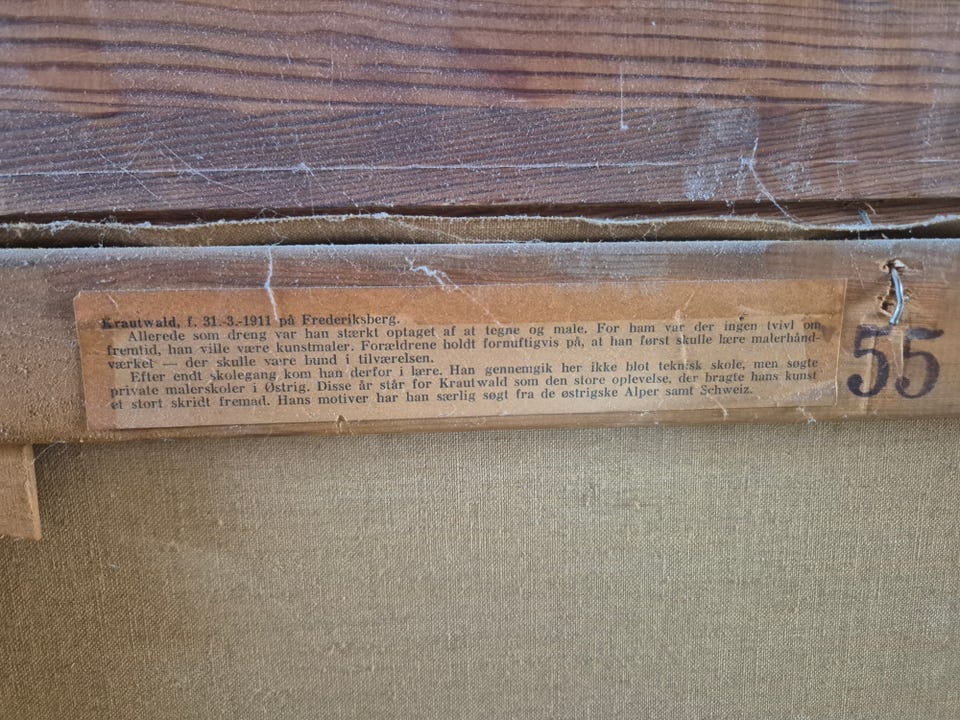 Krautwald, f. 31.-3.-1911 på Frederiksberg.
Allerede som dreng var han stærkt optaget af at tegne og male. For ham var der ingen tvivl om
fremtid, han ville være kunstmaler. Forældrene holdt fornuftigvis på, at han først skulle lære malerhånd-
værket — der skulle være bund i tilværelsen.
Efter endt skolegang kom han derfor i lære. Han gennemgik her ikke blot teknisk skole, men søgte
private malerskoler i Østrig. Disse år står for Krautwald som den store oplevelse, der bragte hans kunst
et stort skridt fremad. Hans motiver har han særlig søgt fra de østrigske Alper samt Schweiz.
55